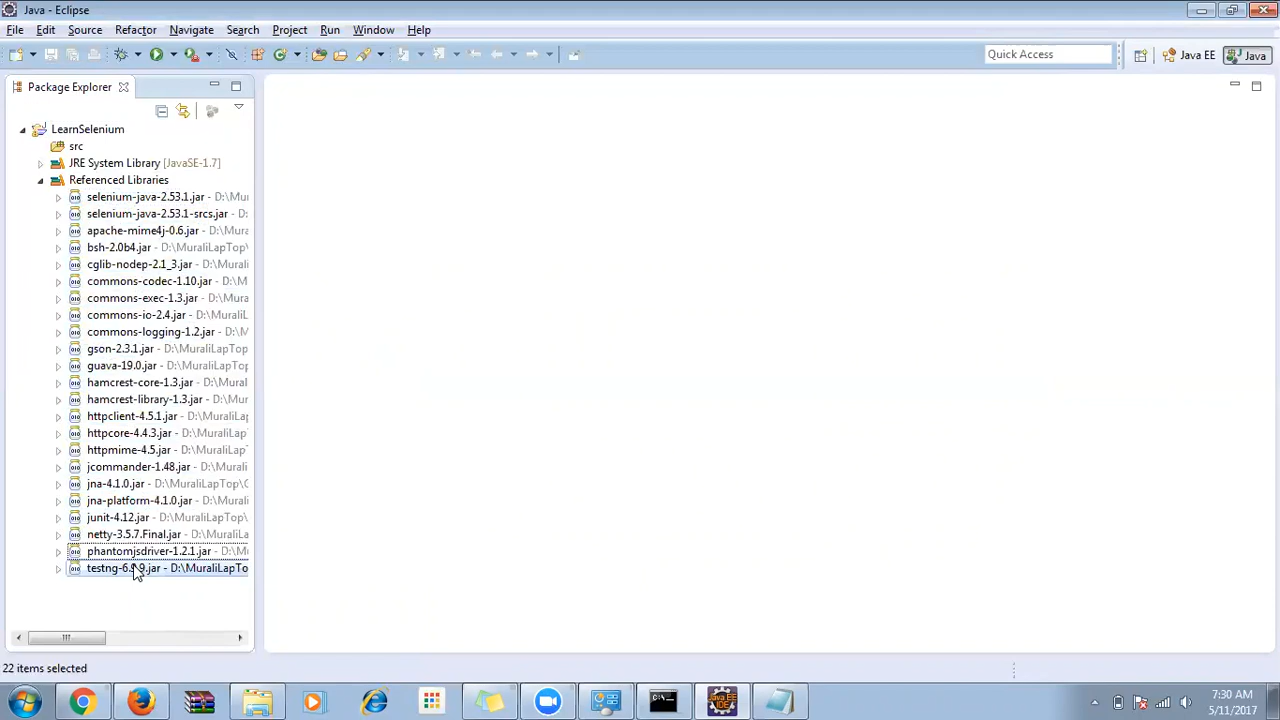 Java - Eclipse
File Edit Source Refactor Navigate Search Project Run Window Help
Quick Access
Java EE
Java
Package Explorer
LearnSelenium
src
JRE System Library [JavaSE-1.7]
Referenced Libraries
selenium-java-2.53.1.jar - D:\Mu
selenium-java-2.53.1-srcs.jar - D:
apache-mime4j-0.6.jar - D:\Mur
bsh-2.0b4.jar - D:\MuraliLapTop\
cglib-nodep-2.1_3.jar - D:\Murali
commons-codec-1.10.jar - D:\M
commons-exec-1.3.jar - D:\Mura
commons-io-2.4.jar - D:\MuraliL
commons-logging-1.2.jar - D:\M
gson-2.3.1.jar - D:\MuraliLapTop
guava-19.0.jar - D:\MuraliLapTop
hamcrest-core-1.3.jar - D:\Mura
hamcrest-library-1.3.jar - D:\Mu
httpclient-4.5.1.jar - D:\MuraliLa
httpcore-4.4.3.jar - D:\MuraliLap
httpmime-4.5.jar - D:\MuraliLap
jcommander-1.48.jar - D:\Murali
jna-4.1.0.jar - D:\MuraliLapTop\
jna-platform-4.1.0.jar - D:\Murali
junit-4.12.jar - D:\MuraliLapTop\
netty-3.5.7.Final.jar - D:\MuraliLa
phantomjsdriver-1.2.1.jar - D:\M
.jar - D:\MuraliLapTo
22 items selected
Java EE
IDE
7:30 AM
5/11/2017